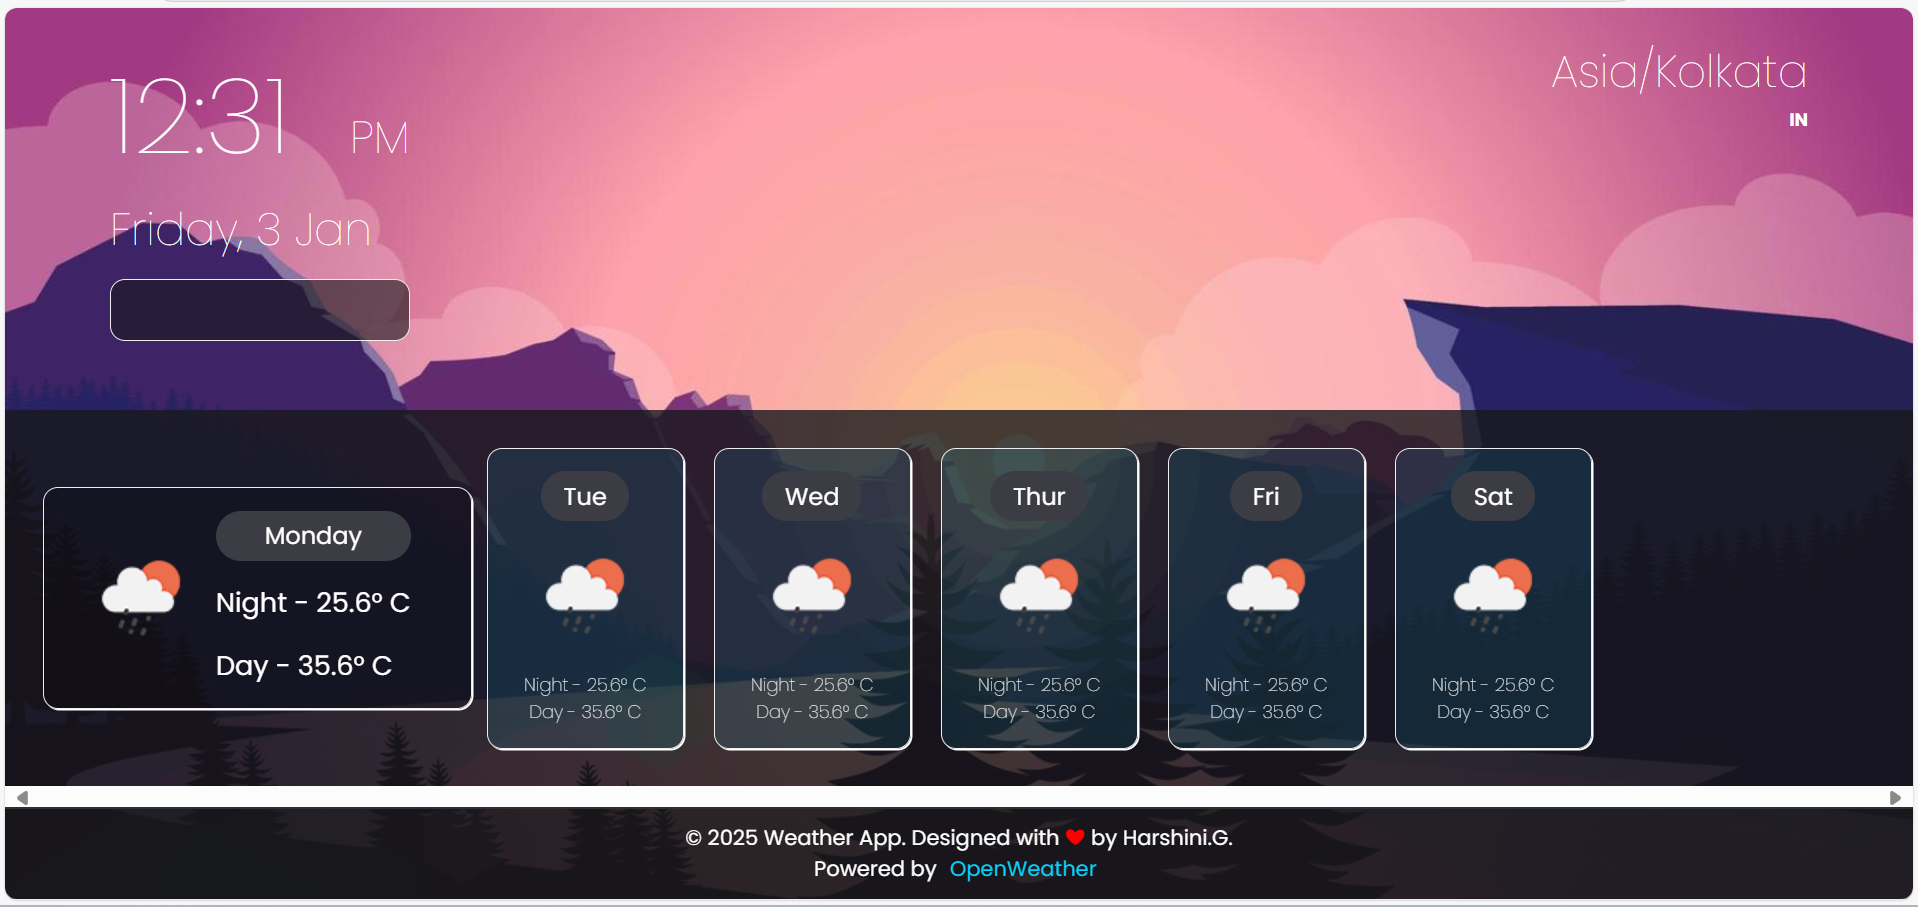 12:31 PM
Asia/Kolkata
IN
Friday, 3 Jan
Monday
Night - 25.6° C
Day - 35.6° C
Tue
Night - 25.6° C
Day - 35.6° C
Wed
Night - 25.6° C
Day - 35.6° C
Thur
Night - 25.6° C
Day - 35.6° C
Fri
Night - 25.6° C
Day - 35.6° C
Sat
Night - 25.6° C
Day - 35.6° C
© 2025 Weather App. Designed with ❤ by Harshini.G.
Powered by OpenWeather